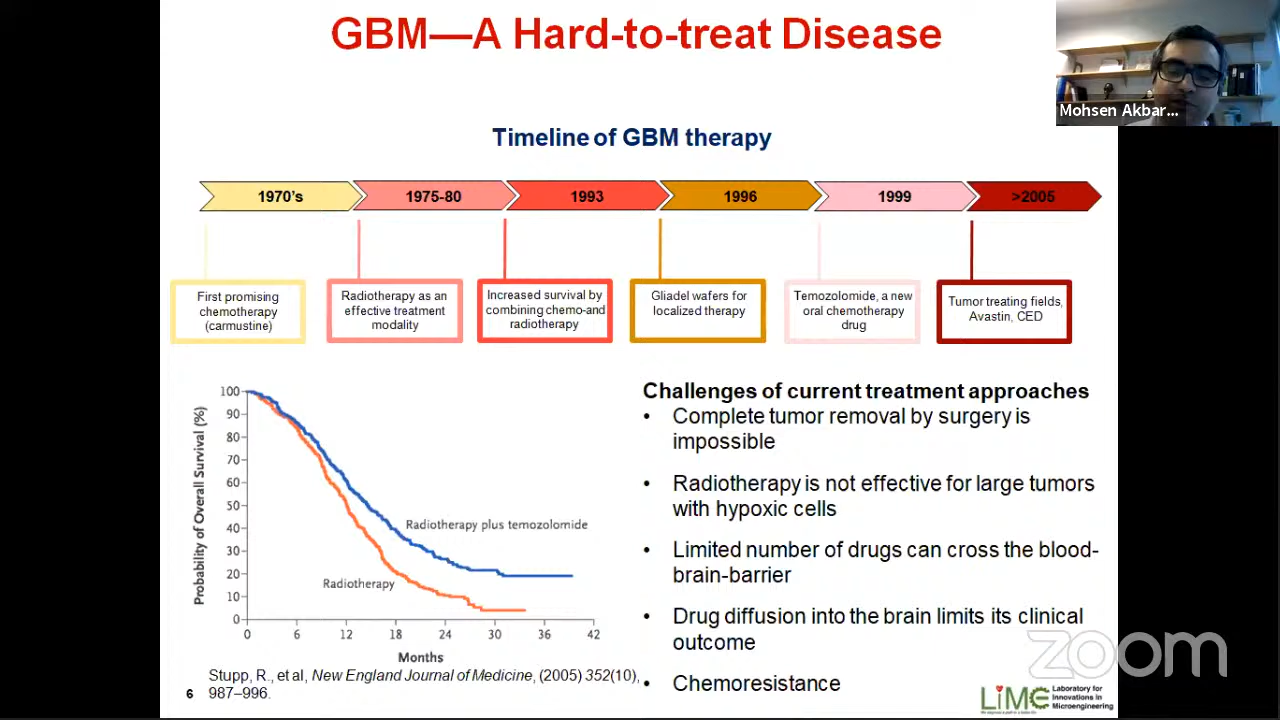 GBM—A Hard-to-treat Disease
Mohsen Akbar...
Timeline of GBM therapy
1970's
1975-80
1993
1996
1999
>2005
First promising
chemotherapy
(carmustine)
Radiotherapy as an
effective treatment
modality
Increased survival by
combining chemo-and
radiotherapy
Gliadel wafers for
localized therapy
Temozolomide, a new
oral chemotherapy
drug
Tumor treating fields,
Avastin, CED
Probability of Overall Survival (%)
100
90
80
70
60
50
40
30
20
10
0
Radiotherapy plus temozolomide
Radiotherapy
0 6 12 18 24 30 36 42
Months
Stupp, R., et al, New England Journal of Medicine, (2005) 352(10),
987–996.
6
Challenges of current treatment approaches
• Complete tumor removal by surgery is
impossible
• Radiotherapy is not effective for large tumors
with hypoxic cells
• Limited number of drugs can cross the blood-
brain-barrier
• Drug diffusion into the brain limits its clinical
outcome
• Chemoresistance
zoom
LiME
Laboratory for
Innovations in
Microengineering